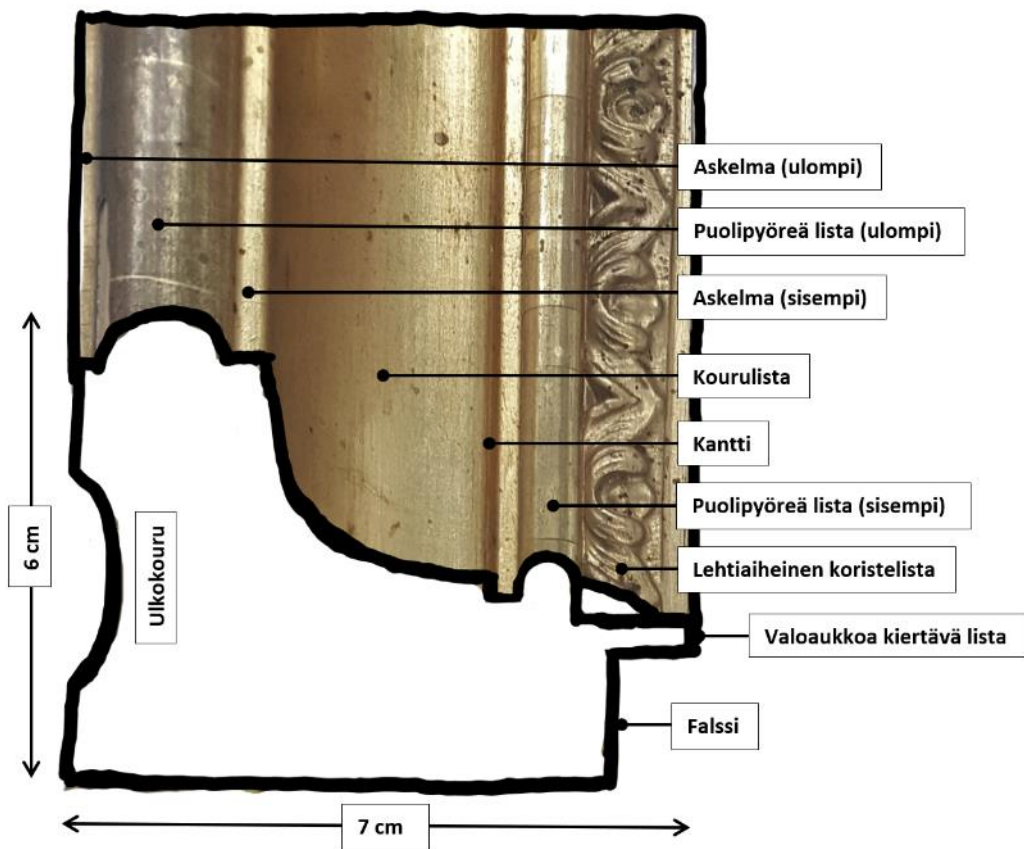 Askelma (ulompi)
Puolipyöreä lista (ulompi)
Askelma (sisempi)
Kourulista
Kantti
Puolipyöreä lista (sisempi)
Lehtiaiheinen koristelista
Valoaukkoa kiertävä lista
Falssi
Ulkokouru
6 cm
7 cm